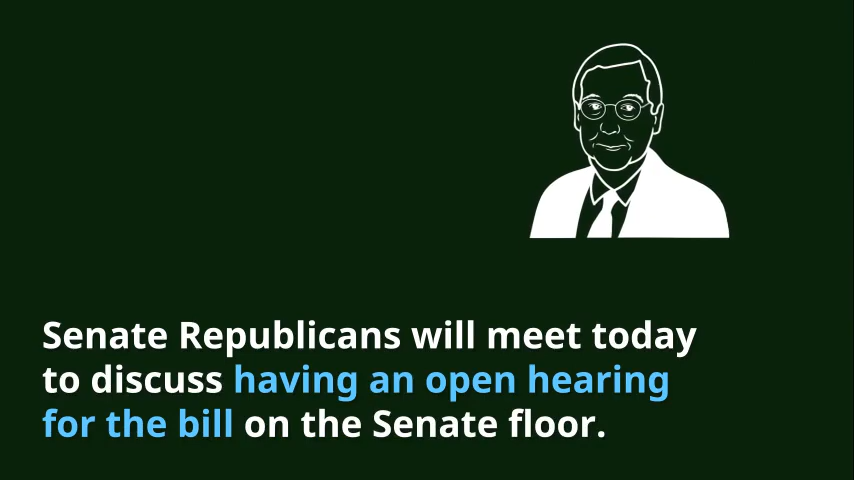 Senate Republicans will meet today
to discuss having an open hearing
for the bill on the Senate floor.